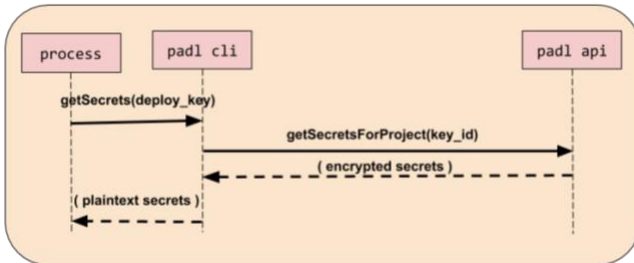 process
padl cli
padl api
getSecrets(deploy_key)
getSecretsForProject(key_id)
( encrypted secrets )
( plaintext secrets )